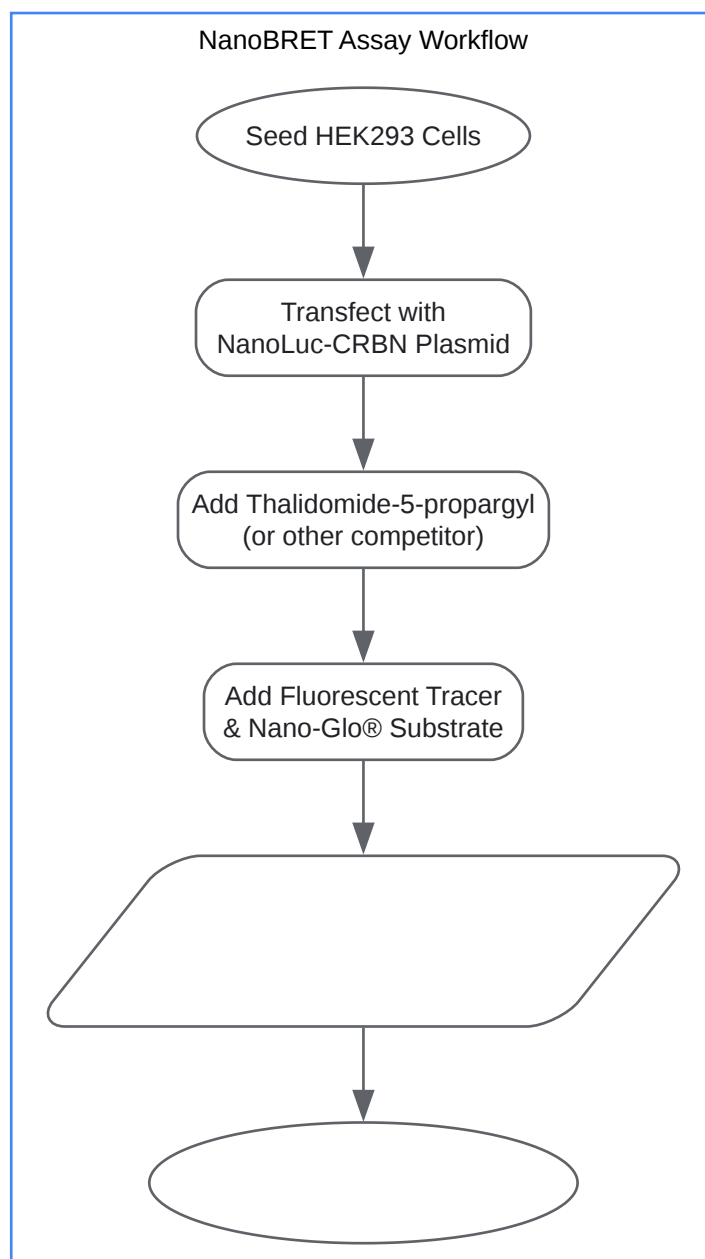 NanoBRET Assay Workflow
Seed HEK293 Cells
Transfect with
NanoLuc-CRBN Plasmid
Add Thalidomide-5-propargyl
(or other competitor)
Add Fluorescent Tracer
& Nano-Glo® Substrate